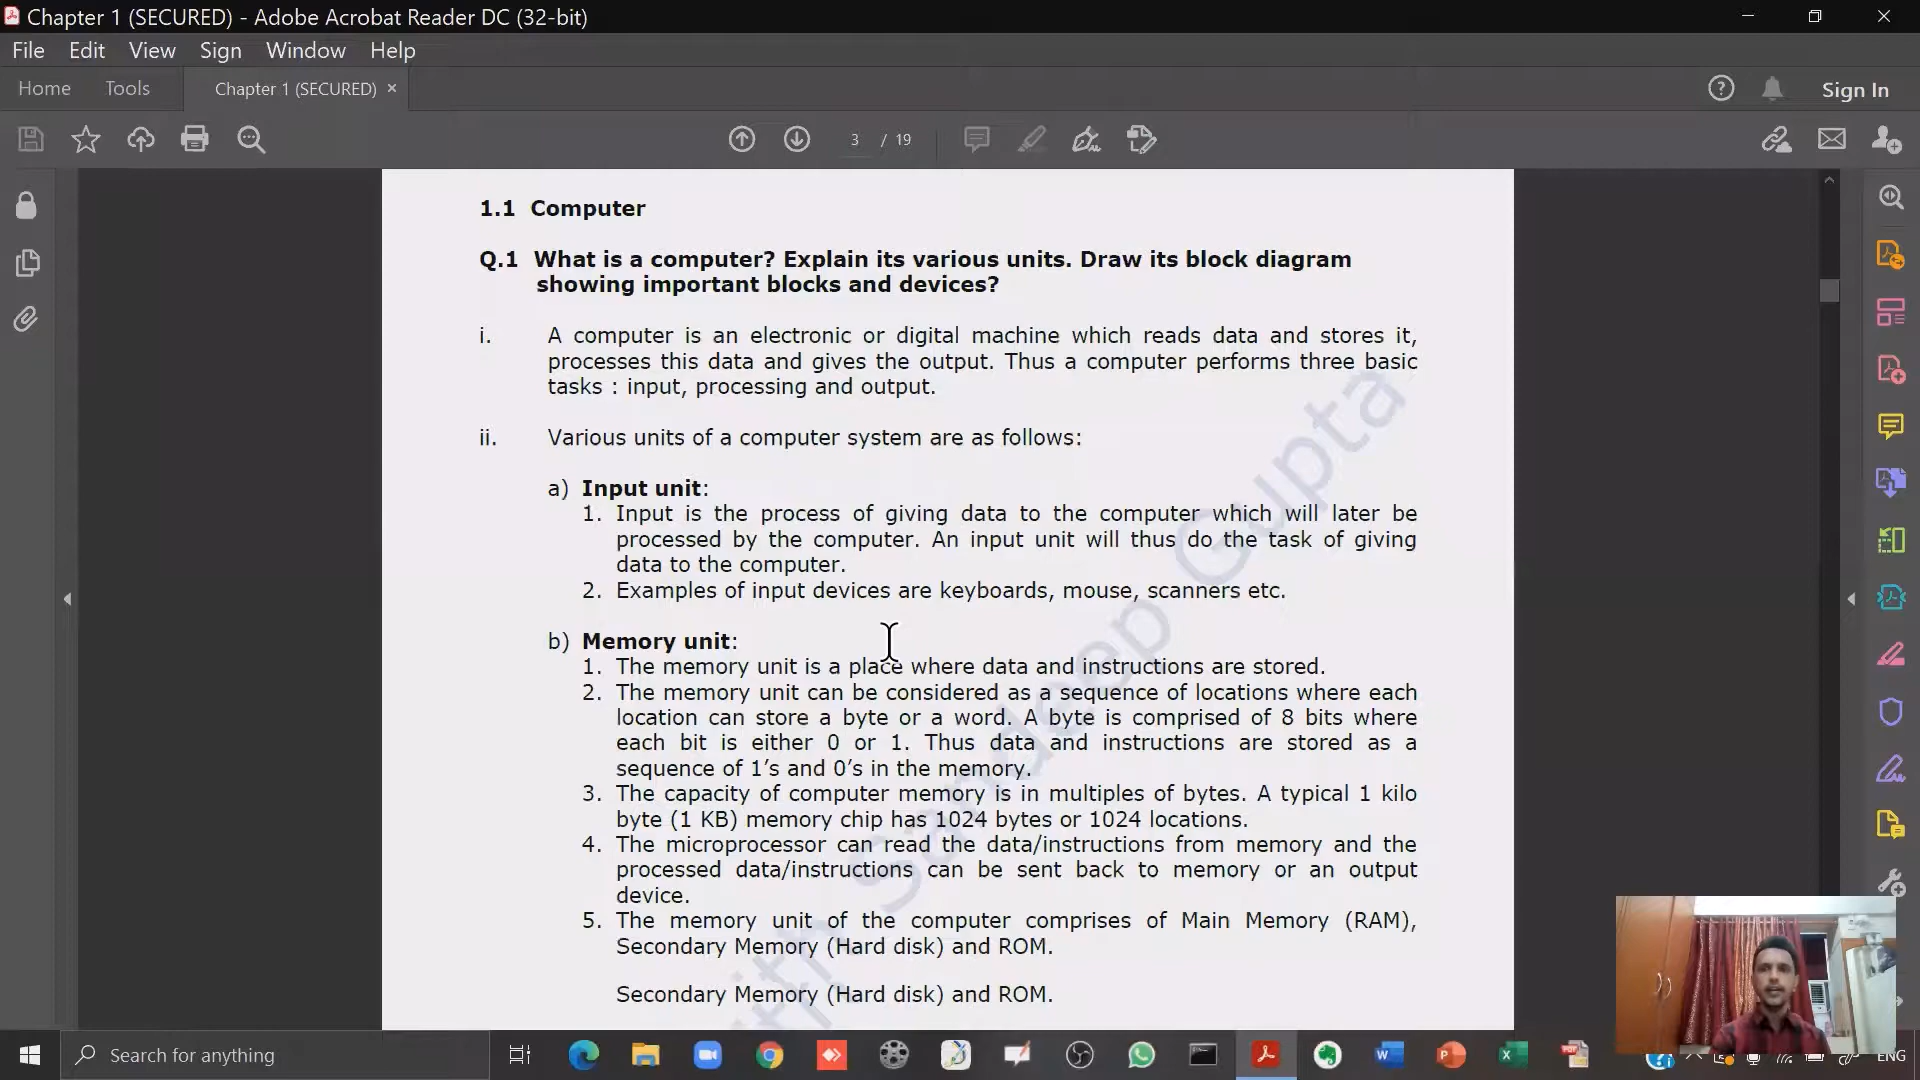 Chapter 1 (SECURED) - Adobe Acrobat Reader DC (32-bit)
File Edit View Sign Window Help
Home Tools Chapter 1 (SECURED) × Sign In
3 / 19
1.1 Computer
Q.1 What is a computer? Explain its various units. Draw its block diagram
showing important blocks and devices?
i. A computer is an electronic or digital machine which reads data and stores it,
processes this data and gives the output. Thus a computer performs three basic
tasks : input, processing and output.
ii. Various units of a computer system are as follows:
a) Input unit:
1. Input is the process of giving data to the computer which will later be
processed by the computer. An input unit will thus do the task of giving
data to the computer.
2. Examples of input devices are keyboards, mouse, scanners etc.
b) Memory unit:
1. The memory unit is a place where data and instructions are stored.
2. The memory unit can be considered as a sequence of locations where each
location can store a byte or a word. A byte is comprised of 8 bits where
each bit is either 0 or 1. Thus data and instructions are stored as a
sequence of 1’s and 0’s in the memory.
3. The capacity of computer memory is in multiples of bytes. A typical 1 kilo
byte (1 KB) memory chip has 1024 bytes or 1024 locations.
4. The microprocessor can read the data/instructions from memory and the
processed data/instructions can be sent back to memory or an output
device.
5. The memory unit of the computer comprises of Main Memory (RAM),
Secondary Memory (Hard disk) and ROM.
Secondary Memory (Hard disk) and ROM.
Sandeep Gupta
Search for anything
ENG